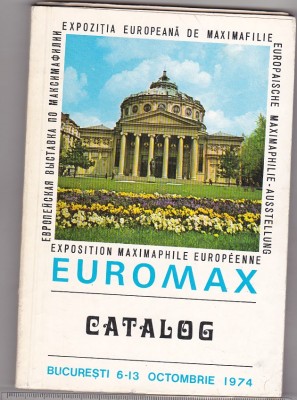 EXPOZIȚIA EUROPEANĂ DE MAXIMAFILIE
EUROPAISCHE MAXIMAPHILIE-AUSSTELLUNG
ЕВРОПЕЙСКАЯ ВЫСТАВКА ПО МАКСИМАФИЛИИ
EXPOSITION MAXIMAPHILE EUROPÉENNE
EUROMAX
CATALOG
BUCUREȘTI 6-13 OCTOMBRIE 1974